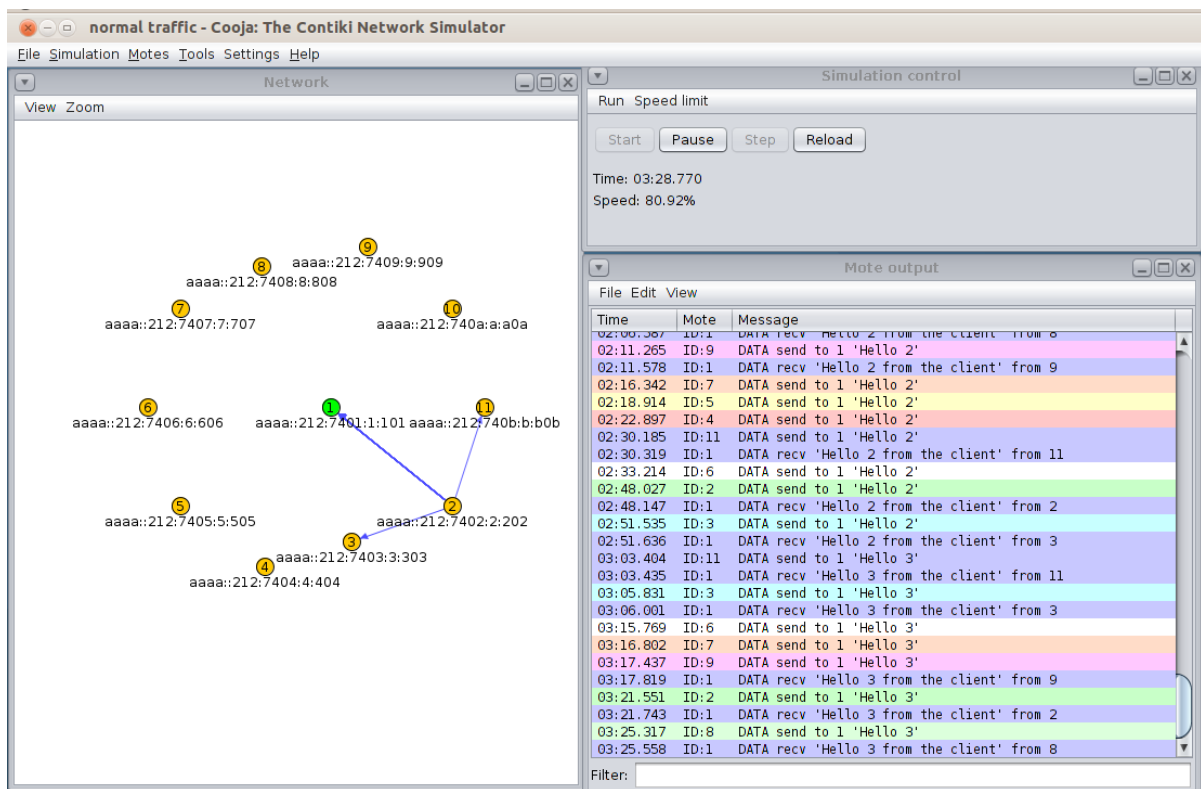 normal traffic - Cooja: The Contiki Network Simulator
File Simulation Motes Tools Settings Help
Network
View Zoom
9
aaaa::212:7409:9:909
8
aaaa::212:7408:8:808
7
aaaa::212:7407:7:707
10
aaaa::212:740a:a:a0a
6
aaaa::212:7406:6:606
1
aaaa::212:7401:1:101
11
aaaa::212:740b:b:b0b
5
aaaa::212:7405:5:505
2
aaaa::212:7402:2:202
3
aaaa::212:7403:3:303
4
aaaa::212:7404:4:404
Simulation control
Run Speed limit
Start Pause Step Reload
Time: 03:28.770
Speed: 80.92%
Mote output
File Edit View
Time Mote Message
02:06.587 ID:1 DATA recv 'Hello 2 from the client' from 8
02:11.265 ID:9 DATA send to 1 'Hello 2'
02:11.578 ID:1 DATA recv 'Hello 2 from the client' from 9
02:16.342 ID:7 DATA send to 1 'Hello 2'
02:18.914 ID:5 DATA send to 1 'Hello 2'
02:22.897 ID:4 DATA send to 1 'Hello 2'
02:30.185 ID:11 DATA send to 1 'Hello 2'
02:30.319 ID:1 DATA recv 'Hello 2 from the client' from 11
02:33.214 ID:6 DATA send to 1 'Hello 2'
02:48.027 ID:2 DATA send to 1 'Hello 2'
02:48.147 ID:1 DATA recv 'Hello 2 from the client' from 2
02:51.535 ID:3 DATA send to 1 'Hello 2'
02:51.636 ID:1 DATA recv 'Hello 2 from the client' from 3
03:03.404 ID:11 DATA send to 1 'Hello 3'
03:03.435 ID:1 DATA recv 'Hello 3 from the client' from 11
03:05.831 ID:3 DATA send to 1 'Hello 3'
03:06.001 ID:1 DATA recv 'Hello 3 from the client' from 3
03:15.769 ID:6 DATA send to 1 'Hello 3'
03:16.802 ID:7 DATA send to 1 'Hello 3'
03:17.437 ID:9 DATA send to 1 'Hello 3'
03:17.819 ID:1 DATA recv 'Hello 3 from the client' from 9
03:21.551 ID:2 DATA send to 1 'Hello 3'
03:21.743 ID:1 DATA recv 'Hello 3 from the client' from 2
03:25.317 ID:8 DATA send to 1 'Hello 3'
03:25.558 ID:1 DATA recv 'Hello 3 from the client' from 8
Filter: